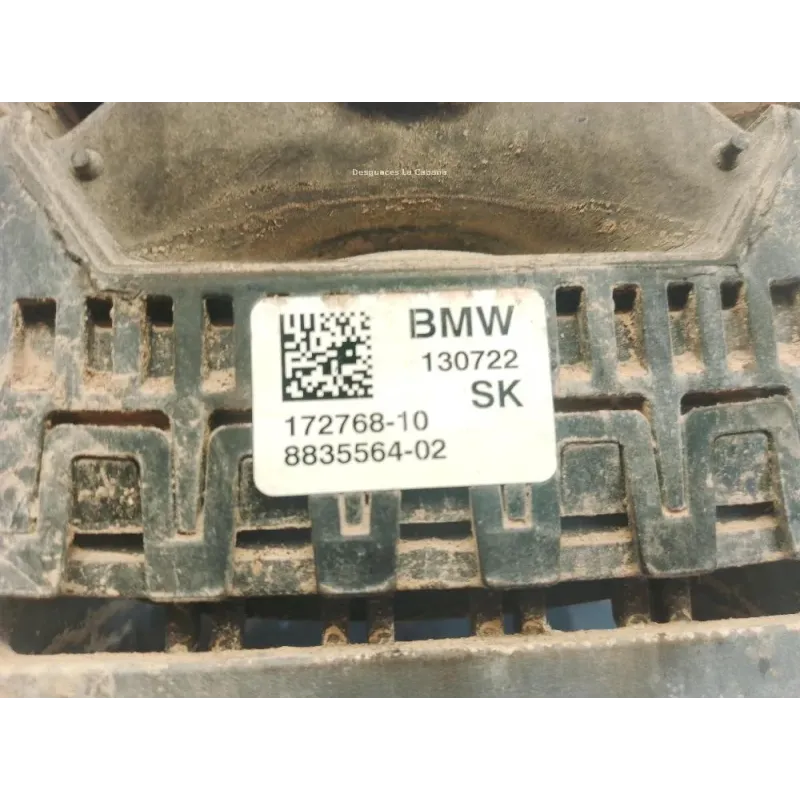 Desguaces La Cabaña
BMW
130722
SK
172768-10
8835564-02